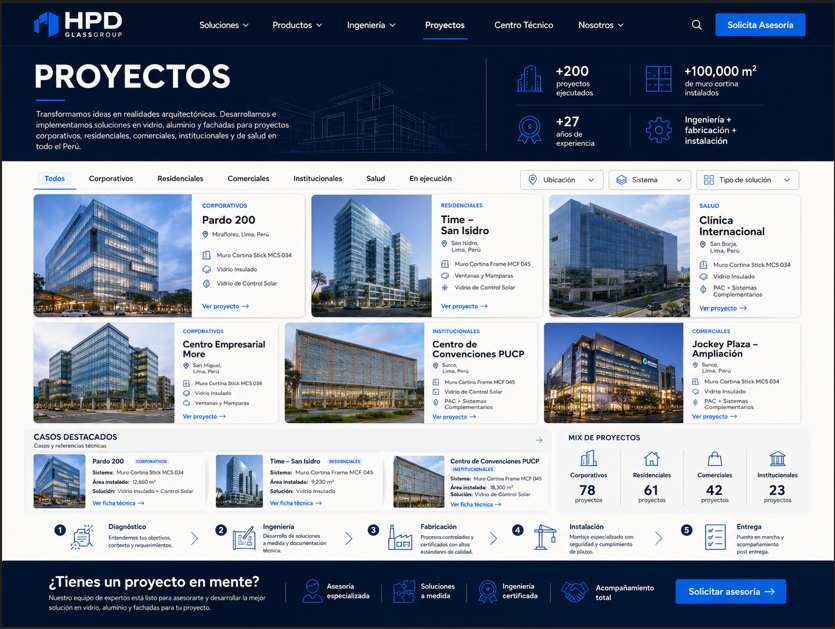 HPD
GLASSGROUP
Soluciones
Productos
Ingeniería
Proyectos
Centro Técnico
Nosotros
Solicita Asesoría
PROYECTOS
Transformamos ideas en realidades arquitectónicas. Desarrollamos e
implementamos soluciones en vidrio, aluminio y fachadas para proyectos
corporativos, residenciales, comerciales, institucionales y de salud en
todo el Perú.
+200
proyectos
ejecutados
+100,000 m²
de muro cortina
instalados
+27
años de
experiencia
Ingeniería +
fabricación +
instalación
Todos
Corporativos
Residenciales
Comerciales
Institucionales
Salud
En ejecución
Ubicación
Sistema
Tipo de solución
CORPORATIVOS
Pardo 200
Miraflores, Lima, Perú
Muro Cortina Stick MCS 034
Vidrio Insulado
Vidrio de Control Solar
Ver proyecto →
RESIDENCIALES
Time –
San Isidro
San Isidro,
Lima, Perú
Muro Cortina Frame MCF 045
Ventanas y Mamparas
Vidrio de Control Solar
Ver proyecto →
SALUD
Clínica
Internacional
San Borja,
Lima, Perú
Muro Cortina Stick MCS 034
Vidrio Insulado
PAC + Sistemas
Complementarios
Ver proyecto →
CORPORATIVOS
Centro Empresarial
More
San Miguel,
Lima, Perú
Muro Cortina Stick MCS 034
Vidrio Insulado
Ventanas y Mamparas
Ver proyecto →
INSTITUCIONALES
Centro de
Convenciones PUCP
Surco,
Lima, Perú
Muro Cortina Frame MCF 045
Vidrio de Control Solar
PAC + Sistemas
Complementarios
Ver proyecto →
COMERCIALES
Jockey Plaza –
Ampliación
Surco,
Lima, Perú
Muro Cortina Stick MCS 034
Vidrio Insulado
PAC + Sistemas
Complementarios
Ver proyecto →
CASOS DESTACADOS
Casos y referencias técnicas
→
Pardo 200
CORPORATIVOS
Sistema: Muro Cortina Stick MCS 034
Área instalada: 12,650 m²
Solución: Vidrio Insulado + Control Solar
Ver ficha técnica →
Time – San Isidro
RESIDENCIALES
Sistema: Muro Cortina Frame MCF 045
Área instalada: 9,230 m²
Solución: Vidrio Insulado
Ver ficha técnica →
Centro de Convenciones PUCP
INSTITUCIONALES
Sistema: Muro Cortina Frame MCF 045
Área instalada: 18,300 m²
Solución: Vidrio de Control Solar
Ver ficha técnica →
MIX DE PROYECTOS
Corporativos
78
proyectos
Residenciales
61
proyectos
Comerciales
42
proyectos
Institucionales
23
proyectos
1
Diagnóstico
Entendemos tus objetivos,
contexto y requerimientos.
2
Ingeniería
Desarrollo de soluciones
a medida y documentación
técnica.
3
Fabricación
Procesos controlados y
certificados con altos
estándares de calidad.
4
Instalación
Montaje especializado con
seguridad y cumplimiento
de plazos.
5
Entrega
Puesta en marcha y
acompañamiento
post entrega.
¿Tienes un proyecto en mente?
Nuestro equipo de expertos está listo para asesorarte y desarrollar la mejor
solución en vidrio, aluminio y fachadas para tu proyecto.
Asesoría
especializada
Soluciones
a medida
Ingeniería
certificada
Acompañamiento
total
Solicitar asesoría →